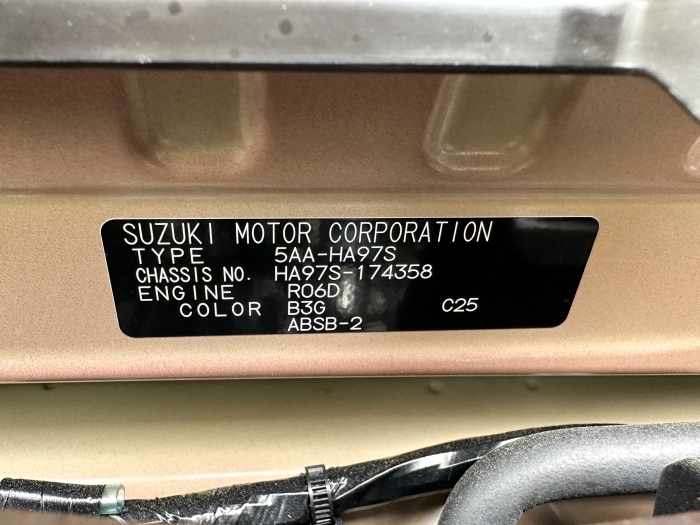 SUZUKI MOTOR CORPORATION
TYPE 5AA-HA97S
CHASSIS NO. HA97S-174358
ENGINE R06D
COLOR B3G C25
ABSB-2